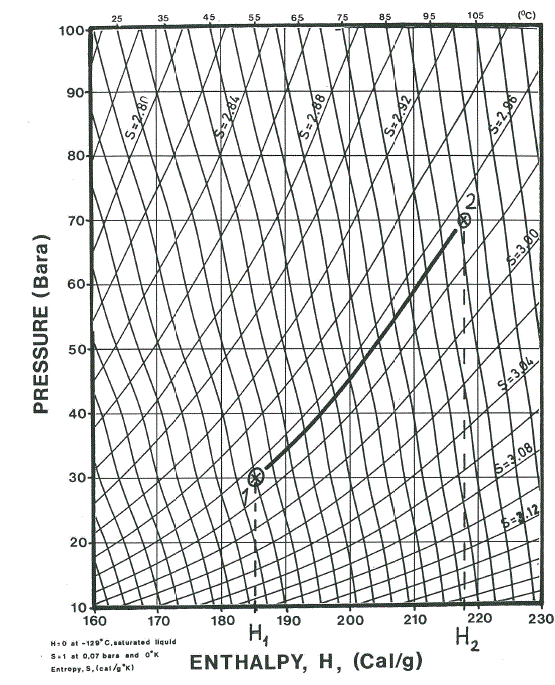 25 35 45 55 65 75 85 95 105 (°C)
100
90
80
70
60
50
40
30
20
10
PRESSURE (Bara)
S=2.80
S=2.84
S=2.88
S=2.92
S=2.96
S=3.00
S=3.04
S=3.08
S=3.12
2
1
160 170 180 190 200 210 220 230
H1 H2
ENTHALPY, H, (Cal/g)
H=0 at -129°C, saturated liquid
S=1 at 0,07 bara and 0°K
Entropy, S, (cal/g°K)